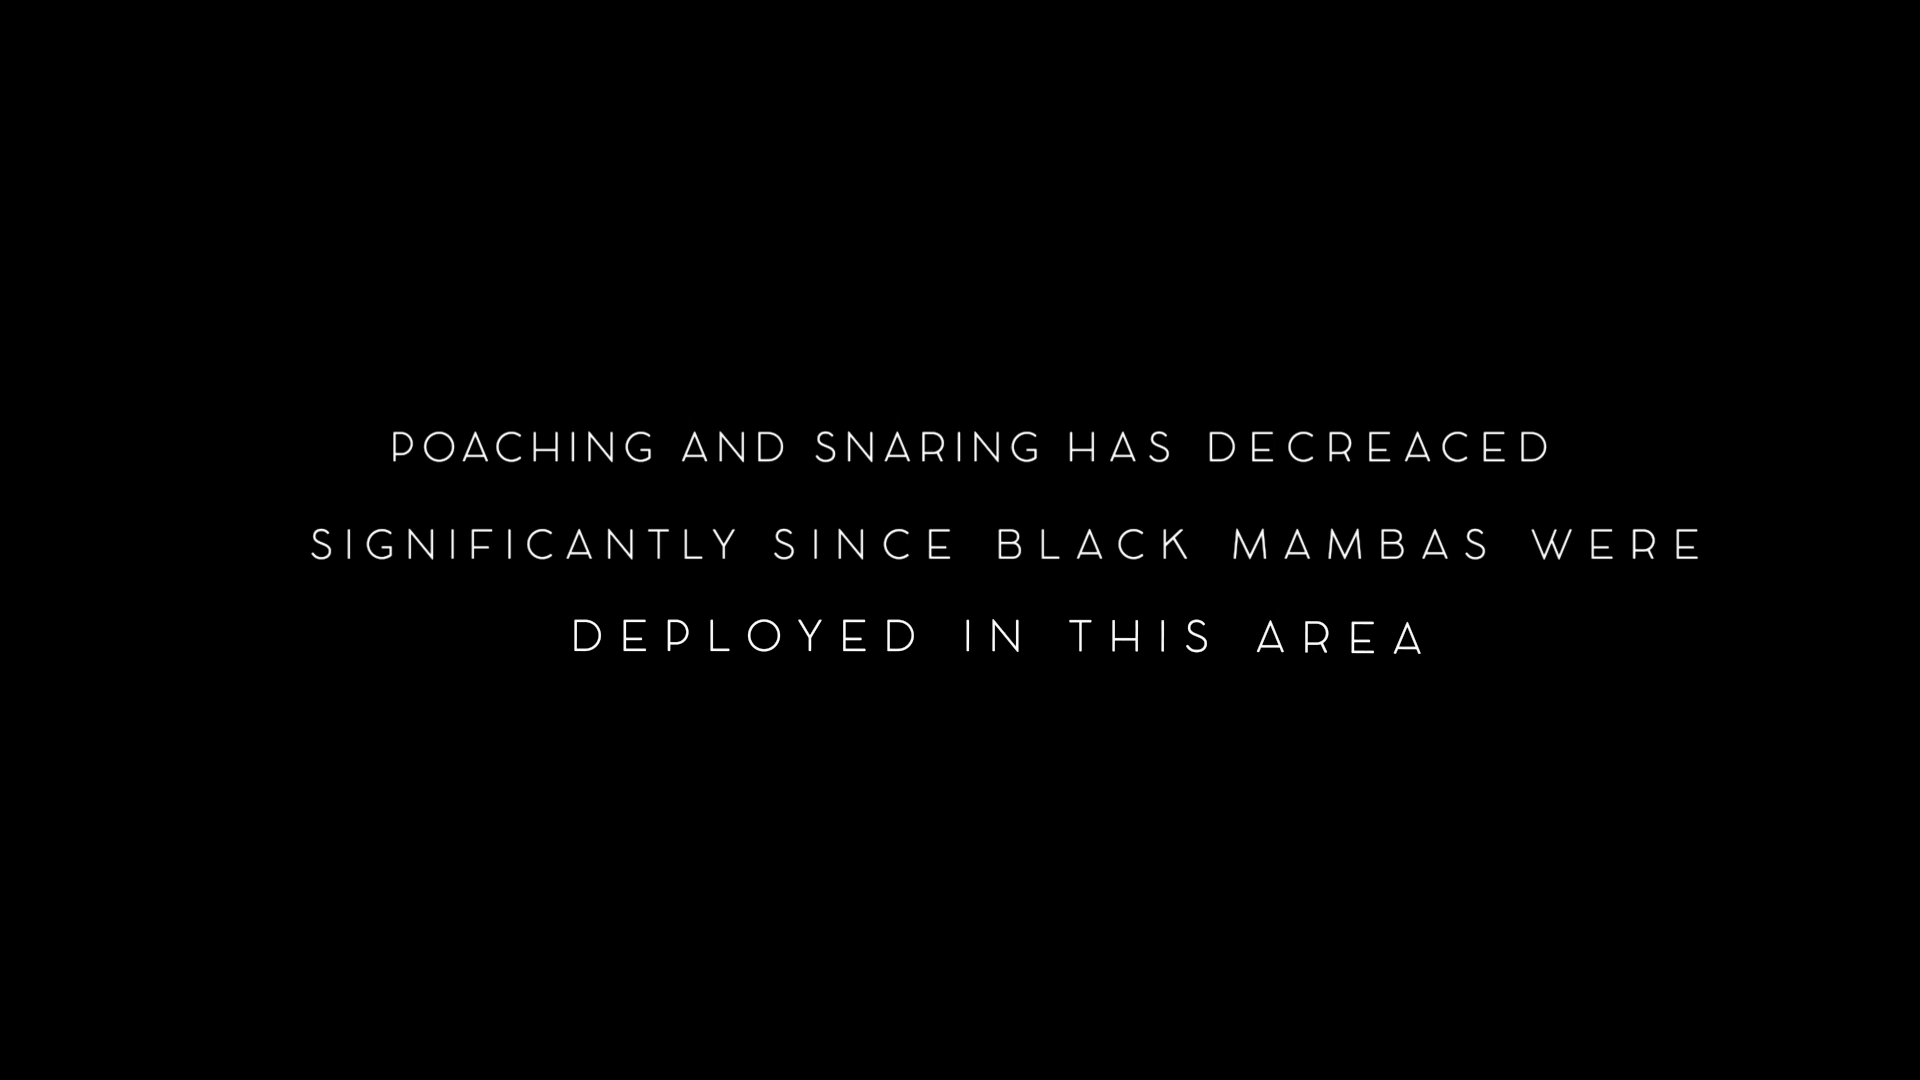 POACHING AND SNARING HAS DECREACED
SIGNIFICANTLY SINCE BLACK MAMBAS WERE
DEPLOYED IN THIS AREA